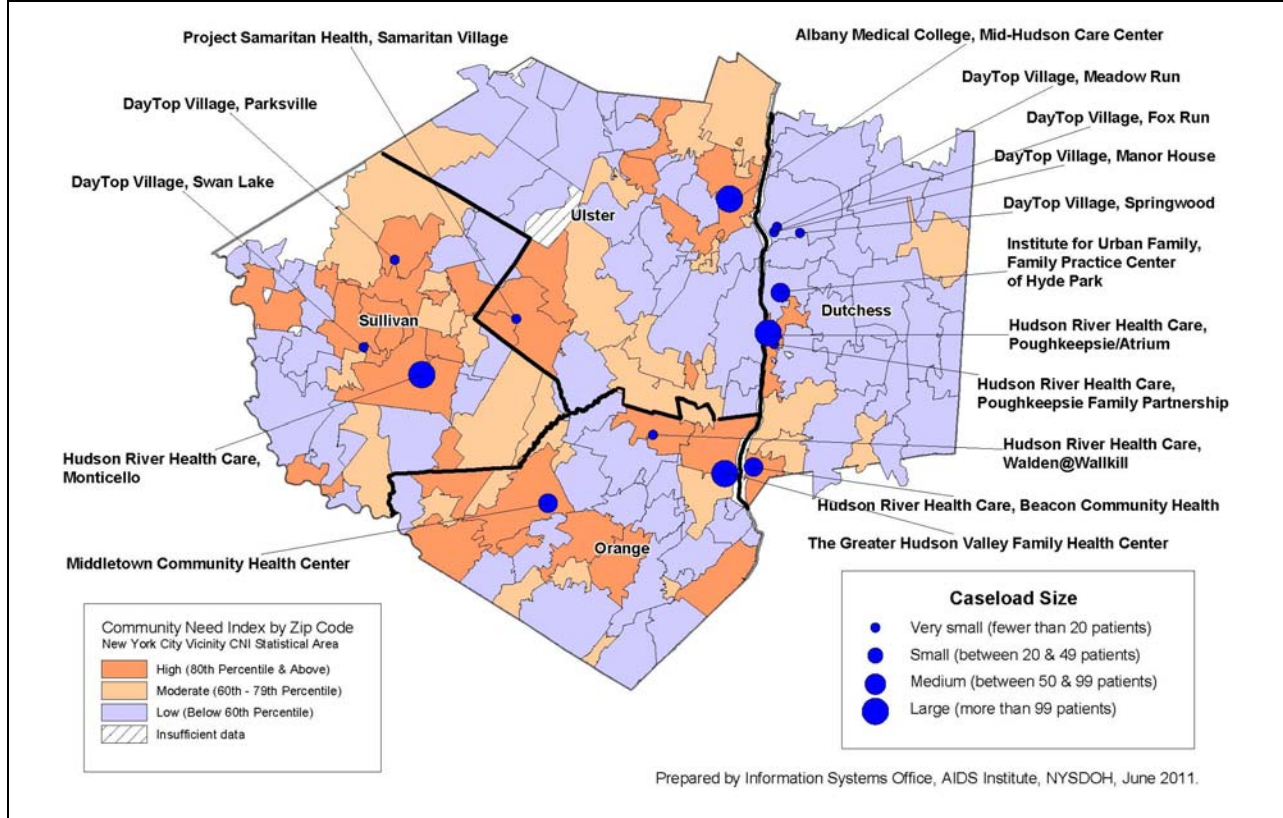 Project Samaritan Health, Samaritan Village
Albany Medical College, Mid-Hudson Care Center
DayTop Village, Meadow Run
DayTop Village, Parksville
DayTop Village, Fox Run
DayTop Village, Manor House
DayTop Village, Swan Lake
DayTop Village, Springwood
Ulster
Institute for Urban Family,
Family Practice Center
of Hyde Park
Dutchess
Sullivan
Hudson River Health Care,
Poughkeepsie/Atrium
Hudson River Health Care,
Poughkeepsie Family Partnership
Hudson River Health Care,
Monticello
Hudson River Health Care,
Walden@Wallkill
Hudson River Health Care, Beacon Community Health
The Greater Hudson Valley Family Health Center
Orange
Middletown Community Health Center
Community Need Index by Zip Code
New York City Vicinity CNI Statistical Area
High (80th Percentile & Above)
Moderate (60th - 79th Percentile)
Low (Below 60th Percentile)
Insufficient data
Caseload Size
Very small (fewer than 20 patients)
Small (between 20 & 49 patients)
Medium (between 50 & 99 patients)
Large (more than 99 patients)
Prepared by Information Systems Office, AIDS Institute, NYSDOH, June 2011.